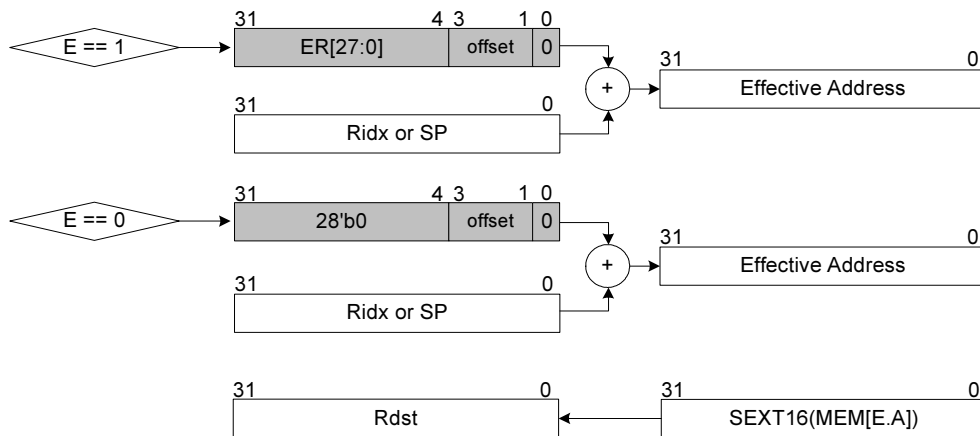 31 4 3 1 0
E == 1 ER[27:0] offset 0
+ 31 0
Effective Address
31 0
Ridx or SP
31 4 3 1 0
E == 0 28'b0 offset 0
+ 31 0
Effective Address
31 0
Ridx or SP
31 0 31 0
Rdst SEXT16(MEM[E.A])